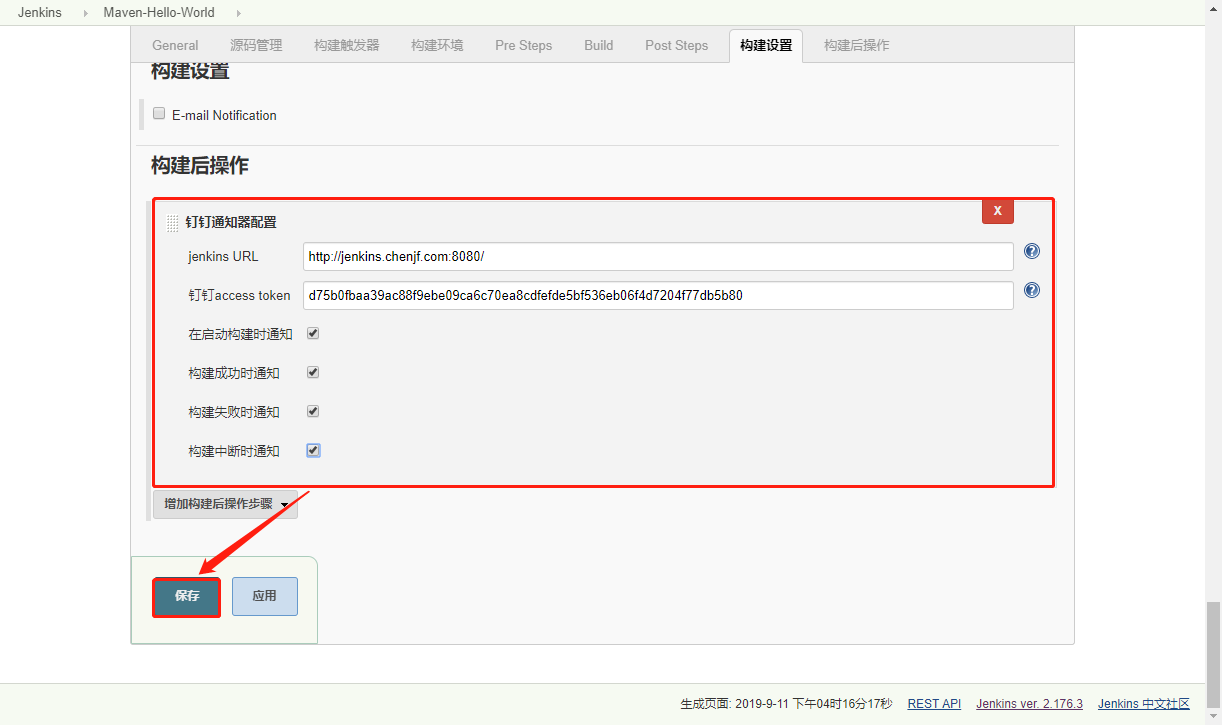 Jenkins Maven-Hello-World
General 源码管理 构建触发器 构建环境 Pre Steps Build Post Steps 构建设置 构建后操作
构建设置
E-mail Notification
构建后操作
X
钉钉通知器配置
jenkins URL http://jenkins.chenjf.com:8080/
钉钉access token d75b0fbaa39ac88f9ebe09ca6c70ea8cdfefde5bf536eb06f4d7204f77db5b80
在启动构建时通知
构建成功时通知
构建失败时通知
构建中断时通知
增加构建后操作步骤
保存 应用
生成页面: 2019-9-11 下午04时16分17秒 REST API Jenkins ver. 2.176.3 Jenkins 中文社区